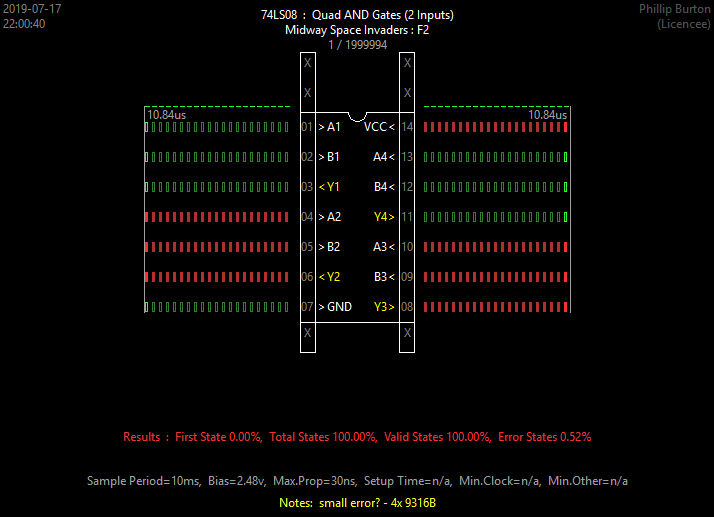 2019-07-17
22:00:40
74LS08 : Quad AND Gates (2 Inputs)
Midway Space Invaders : F2
1 / 1999994
Phillip Burton
(Licencee)
X X
X X
10.84us 10.84us
01 >A1 VCC< 14
02 >B1 A4< 13
03 <Y1 B4< 12
04 >A2 Y4> 11
05 >B2 A3< 10
06 <Y2 B3< 09
07 >GND Y3> 08
X X
Results : First State 0.00%, Total States 100.00%, Valid States 100.00%, Error States 0.52%
Sample Period=10ms, Bias=2.48v, Max.Prop=30ns, Setup Time=n/a, Min.Clock=n/a, Min.Other=n/a
Notes: small error? - 4x 9316B